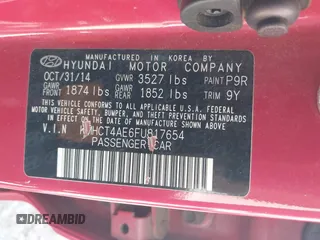 MANUFACTURED IN KOREA BY
HYUNDAI MOTOR COMPANY
OCT/31/14 GVWR 3527 lbs PAINT P9R
GAWR FRONT 1874 lbs GAWR REAR 1852 lbs TRIM 9Y
THIS VEHICLE CONFORMS TO ALL APPLICABLE
U.S. FEDERAL MOTOR VEHICLE
SAFETY, BUMPER, AND THEFT PREVENTION
STANDARDS IN EFFECT ON THE DATE OF
MANUFACTURE SHOWN ABOVE.
V.I.N HCT4AE6FU817654
PASSENGER CAR
DREAMBID